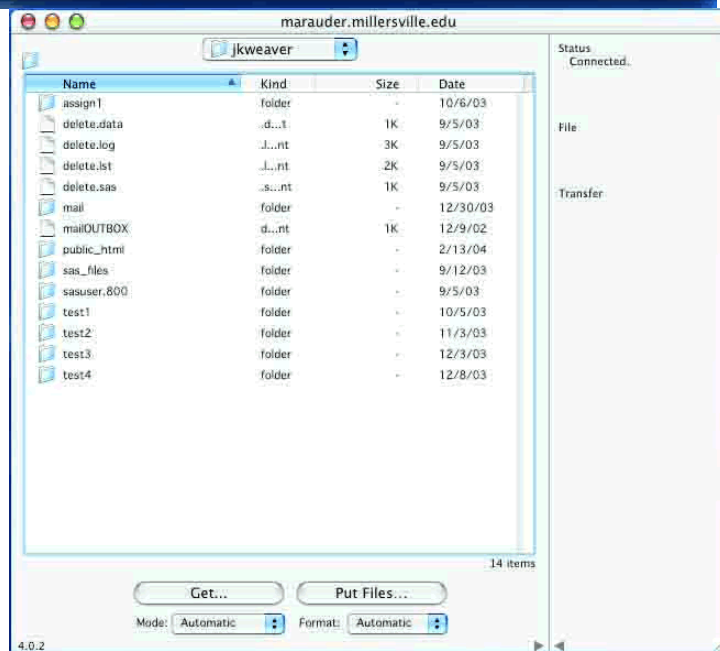 marauder.millersville.edu
jkweaver
Status
Connected.
Name Kind Size Date
assign1 folder - 10/6/03
delete.data .d...t 1K 9/5/03
File
delete.log .l...nt 3K 9/5/03
delete.lst .l...nt 2K 9/5/03
delete.sas .s...nt 1K 9/5/03
Transfer
mail folder - 12/30/03
mailOUTBOX d...nt 1K 12/9/02
public_html folder - 2/13/04
sas_files folder - 9/12/03
sasuser.800 folder - 9/5/03
test1 folder - 10/5/03
test2 folder - 11/3/03
test3 folder - 12/3/03
test4 folder - 12/8/03
14 items
Get... Put Files...
Mode: Automatic Format: Automatic
4.0.2